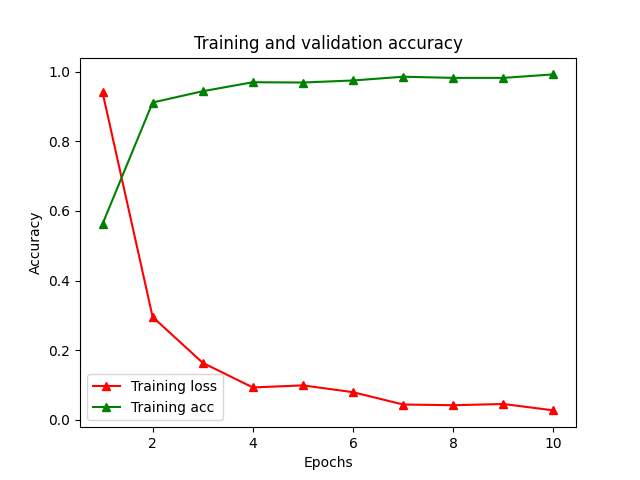 Training and validation accuracy
1.0
0.8
0.6
0.4
0.2
0.0
Accuracy
Training loss
Training acc
2 4 6 8 10
Epochs